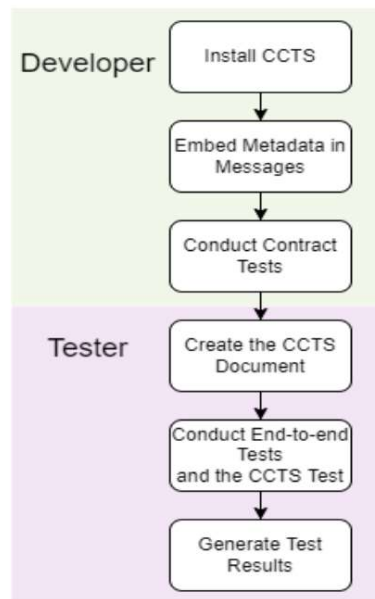 Developer
Install CCTS
Embed Metadata in
Messages
Conduct Contract
Tests
Tester
Create the CCTS
Document
Conduct End-to-end
Tests
and the CCTS Test
Generate Test
Results